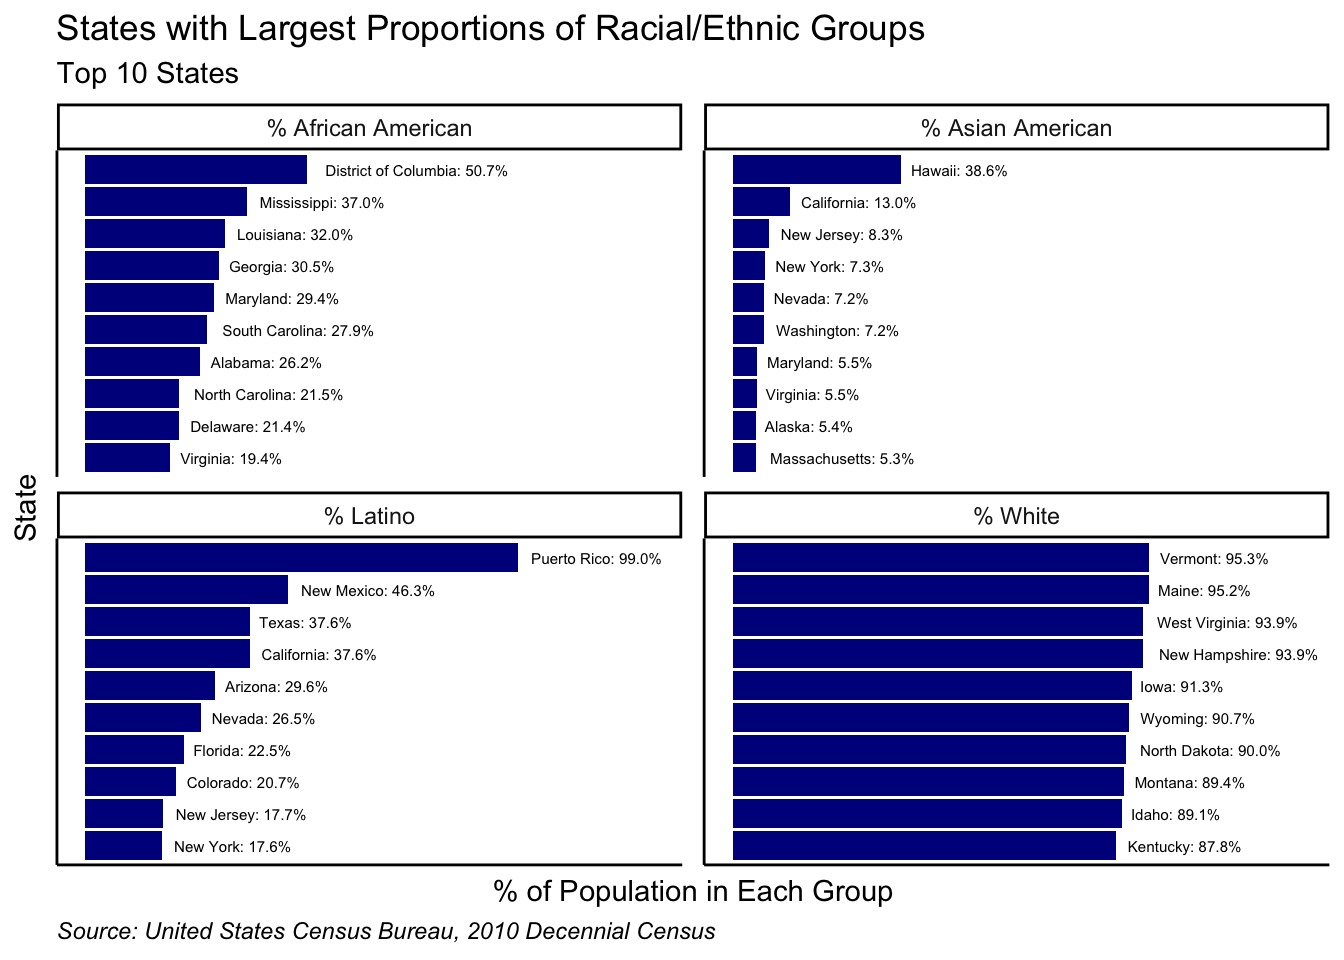 States with Largest Proportions of Racial/Ethnic Groups
Top 10 States
% African American
District of Columbia: 50.7%
Mississippi: 37.0%
Louisiana: 32.0%
Georgia: 30.5%
Maryland: 29.4%
South Carolina: 27.9%
Alabama: 26.2%
North Carolina: 21.5%
Delaware: 21.4%
Virginia: 19.4%
% Asian American
Hawaii: 38.6%
California: 13.0%
New Jersey: 8.3%
New York: 7.3%
Nevada: 7.2%
Washington: 7.2%
Maryland: 5.5%
Virginia: 5.5%
Alaska: 5.4%
Massachusetts: 5.3%
State
% Latino
Puerto Rico: 99.0%
New Mexico: 46.3%
Texas: 37.6%
California: 37.6%
Arizona: 29.6%
Nevada: 26.5%
Florida: 22.5%
Colorado: 20.7%
New Jersey: 17.7%
New York: 17.6%
% White
Vermont: 95.3%
Maine: 95.2%
West Virginia: 93.9%
New Hampshire: 93.9%
Iowa: 91.3%
Wyoming: 90.7%
North Dakota: 90.0%
Montana: 89.4%
Idaho: 89.1%
Kentucky: 87.8%
% of Population in Each Group
Source: United States Census Bureau, 2010 Decennial Census